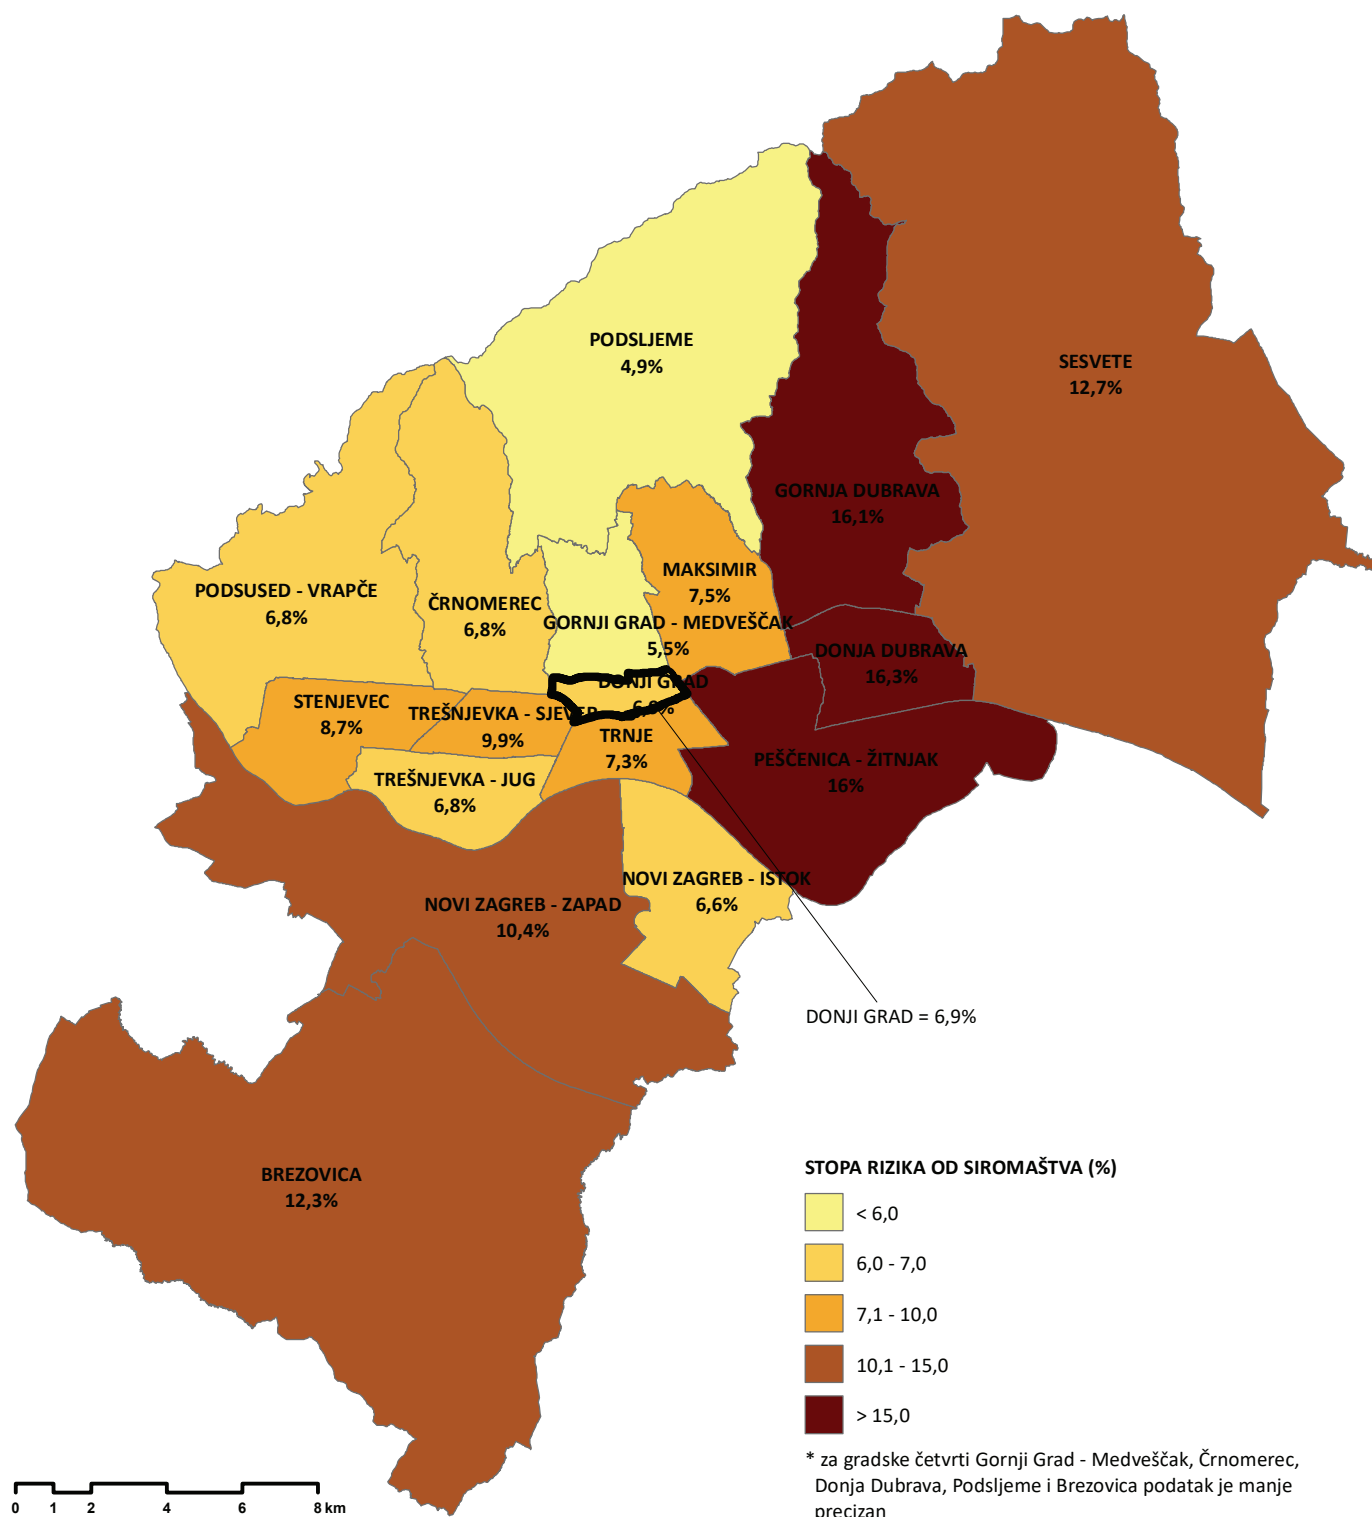 PODSLJEME
4,9%
SESVETE
12,7%
GORNJA DUBRAVA
16,1%
MAKSIMIR
7,5%
PODSUSED - VRAPČE
6,8%
ČRNOMEREC
6,8%
GORNJI GRAD - MEDVEŠČAK
5,5%
DONJA DUBRAVA
16,3%
DONJI GRAD
6,9%
STENJEVEC
8,7%
TREŠNJEVKA - SJEVER
9,9%
TRNJE
7,3%
PEŠČENICA - ŽITNJAK
16%
TREŠNJEVKA - JUG
6,8%
NOVI ZAGREB - ISTOK
6,6%
NOVI ZAGREB - ZAPAD
10,4%
DONJI GRAD = 6,9%
BREZOVICA
12,3%
STOPA RIZIKA OD SIROMAŠTVA (%)
< 6,0
6,0 - 7,0
7,1 - 10,0
10,1 - 15,0
> 15,0
* za gradske četvrti Gornji Grad - Medveščak, Črnomerec,
Donja Dubrava, Podsljeme i Brezovica podatak je manje
precizan
0 1 2 4 6 8 km